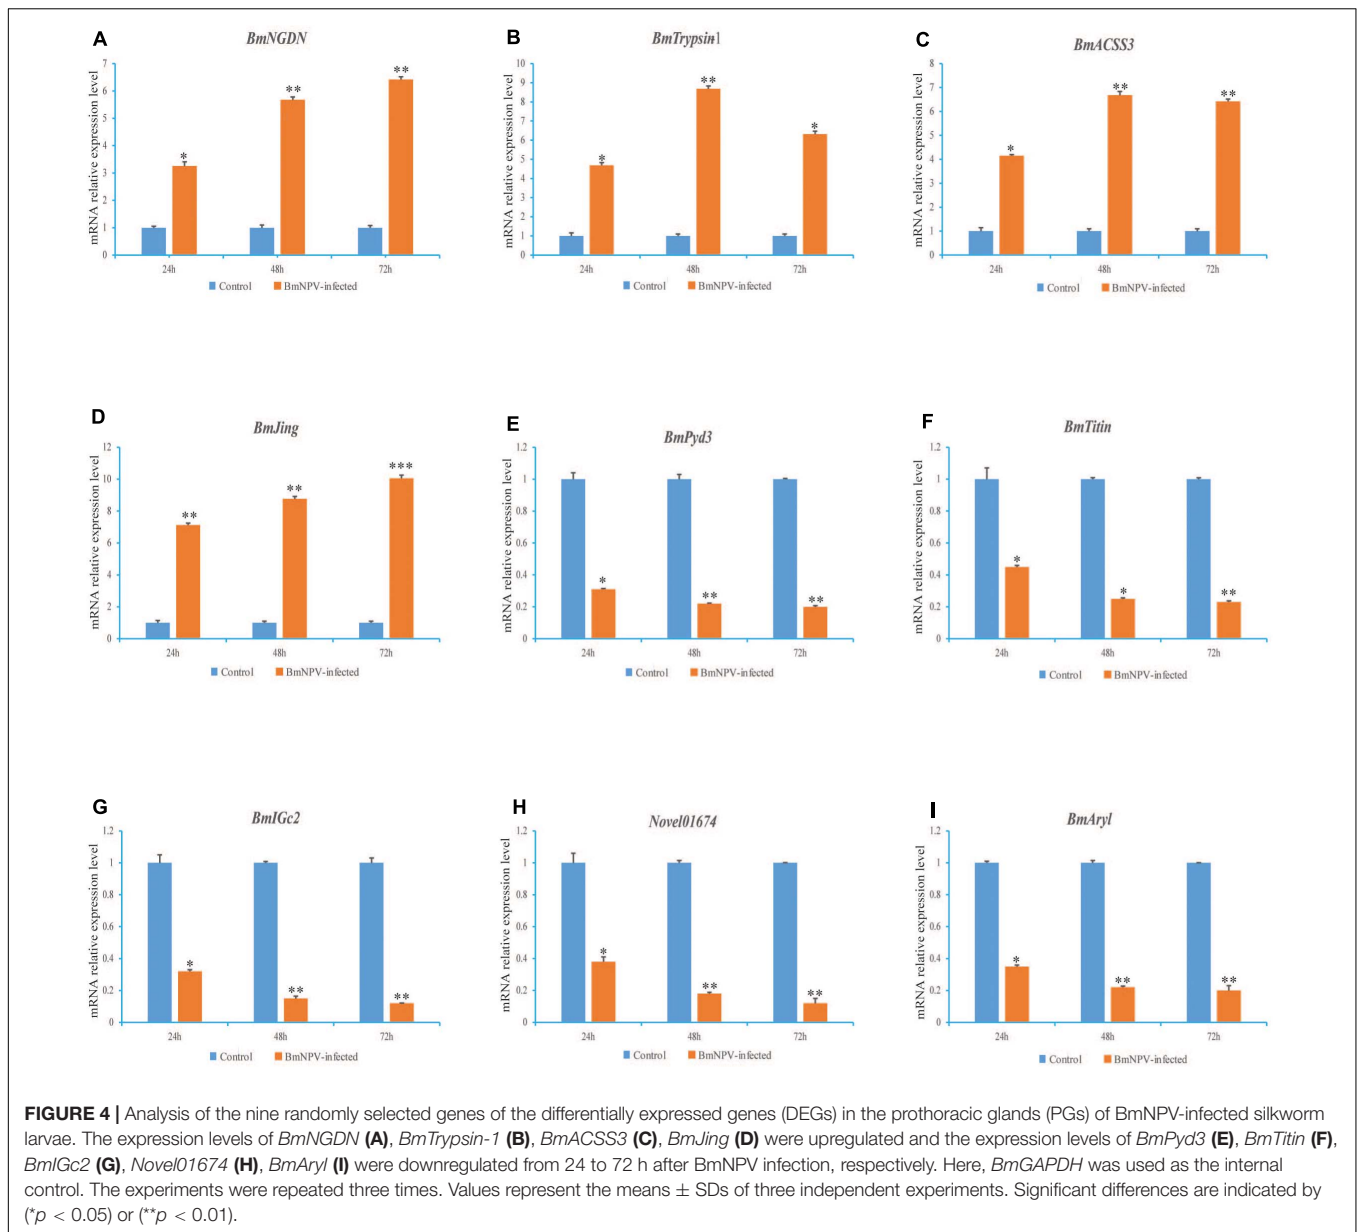 A
BmNGDN
mRNA relative expression level
7
6
5
4
3
2
1
0
*
**
**
24h
48h
72h
Control
BmNPV-infected
B
BmTrypsin-1
mRNA relative expression level
10
9
8
7
6
5
4
3
2
1
0
*
**
*
24h
48h
72h
Control
BmNPV-infected
C
BmACSS3
mRNA relative expression level
8
7
6
5
4
3
2
1
0
*
**
**
24h
48h
72h
Control
BmNPV-infected
D
BmJing
mRNA relative expression level
12
10
8
6
4
2
0
**
**
***
24h
48h
72h
Control
BmNPV-infected
E
BmPyd3
mRNA relative expression level
1.2
1
0.8
0.6
0.4
0.2
0
*
**
**
24h
48h
72h
Control
BmNPV-infected
F
BmTitin
mRNA relative expression level
1.2
1
0.8
0.6
0.4
0.2
0
*
*
**
24h
48h
72h
Control
BmNPV-infected
G
BmIGc2
mRNA relative expression level
1.2
1
0.8
0.6
0.4
0.2
0
*
**
**
24h
48h
72h
Control
BmNPV-infected
H
Novel01674
mRNA relative expression level
1.2
1
0.8
0.6
0.4
0.2
0
*
**
**
24h
48h
72h
Control
BmNPV-infected
I
BmAryl
mRNA relative expression level
1.2
1
0.8
0.6
0.4
0.2
0
*
**
**
24h
48h
72h
Control
BmNPV-infected
FIGURE 4 | Analysis of the nine randomly selected genes of the differentially expressed genes (DEGs) in the prothoracic glands (PGs) of BmNPV-infected silkworm
larvae. The expression levels of BmNGDN (A), BmTrypsin-1 (B), BmACSS3 (C), BmJing (D) were upregulated and the expression levels of BmPyd3 (E), BmTitin (F),
BmIGc2 (G), Novel01674 (H), BmAryl (I) were downregulated from 24 to 72 h after BmNPV infection, respectively. Here, BmGAPDH was used as the internal
control. The experiments were repeated three times. Values represent the means ± SDs of three independent experiments. Significant differences are indicated by
(*p < 0.05) or (**p < 0.01).